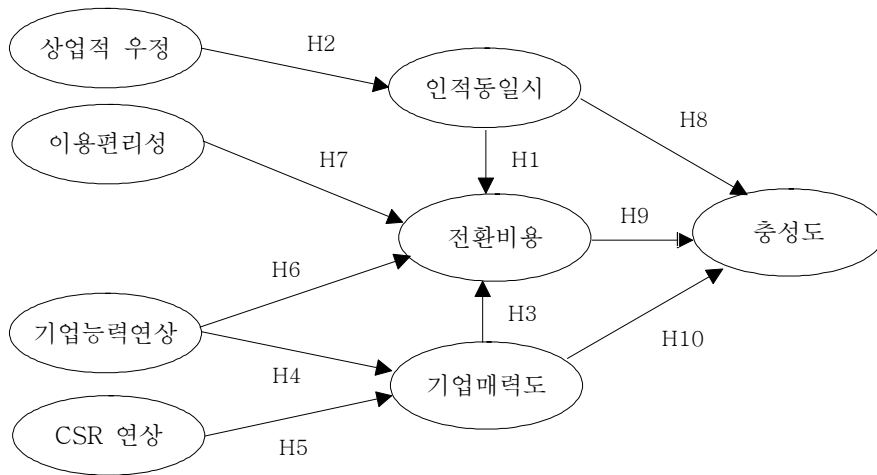 상업적 우정
H2
인적동일시
H8
이용편리성
H7
H1
전환비용
H9
충성도
H6
기업능력연상
H3
H10
H4
기업매력도
CSR 연상
H5